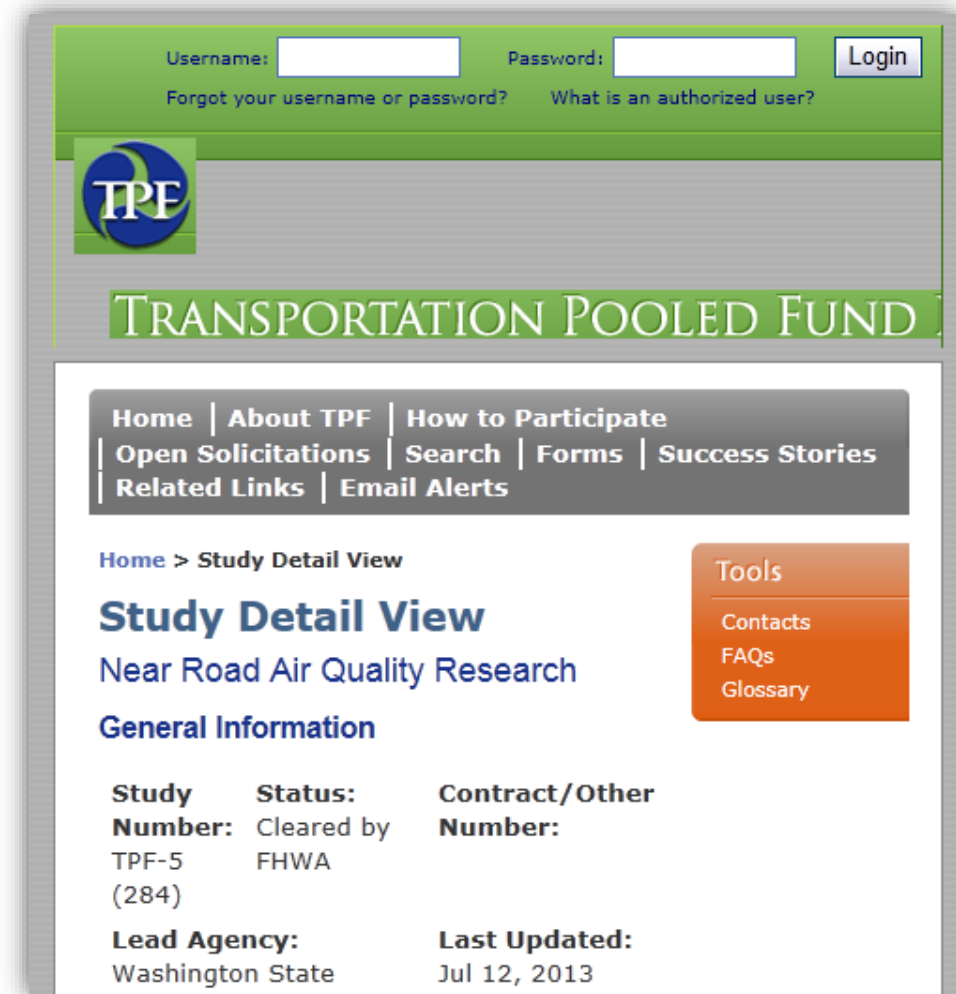 Username: Password: Login
Forgot your username or password? What is an authorized user?
TPF
TRANSPORTATION POOLED FUND
Home | About TPF | How to Participate
| Open Solicitations | Search | Forms | Success Stories
| Related Links | Email Alerts
Home > Study Detail View
Tools
Study Detail View
Contacts
Near Road Air Quality Research
FAQs
Glossary
General Information
Study Status: Contract/Other
Number: Cleared by Number:
TPF-5 FHWA
(284)
Lead Agency: Last Updated:
Washington State Jul 12, 2013